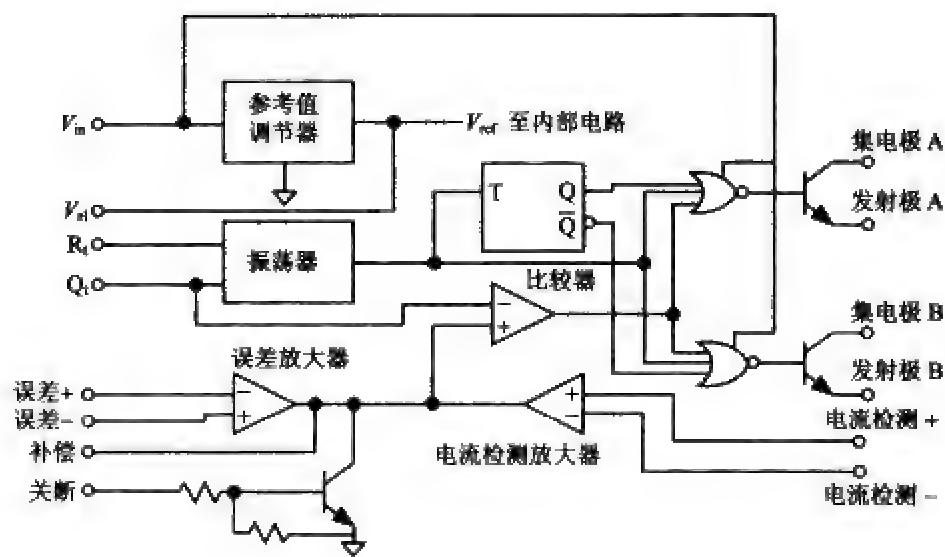 参考值
调节器
V_in
V_ref 至内部电路
集电极 A
发射极 A
T Q
Q̅
R_t
振荡器
Q_t
比较器
集电极 B
发射极 B
误差放大器
误差+
误差-
补偿
关断
电流检测放大器
电流检测 +
电流检测 -
- +
- +
+ -